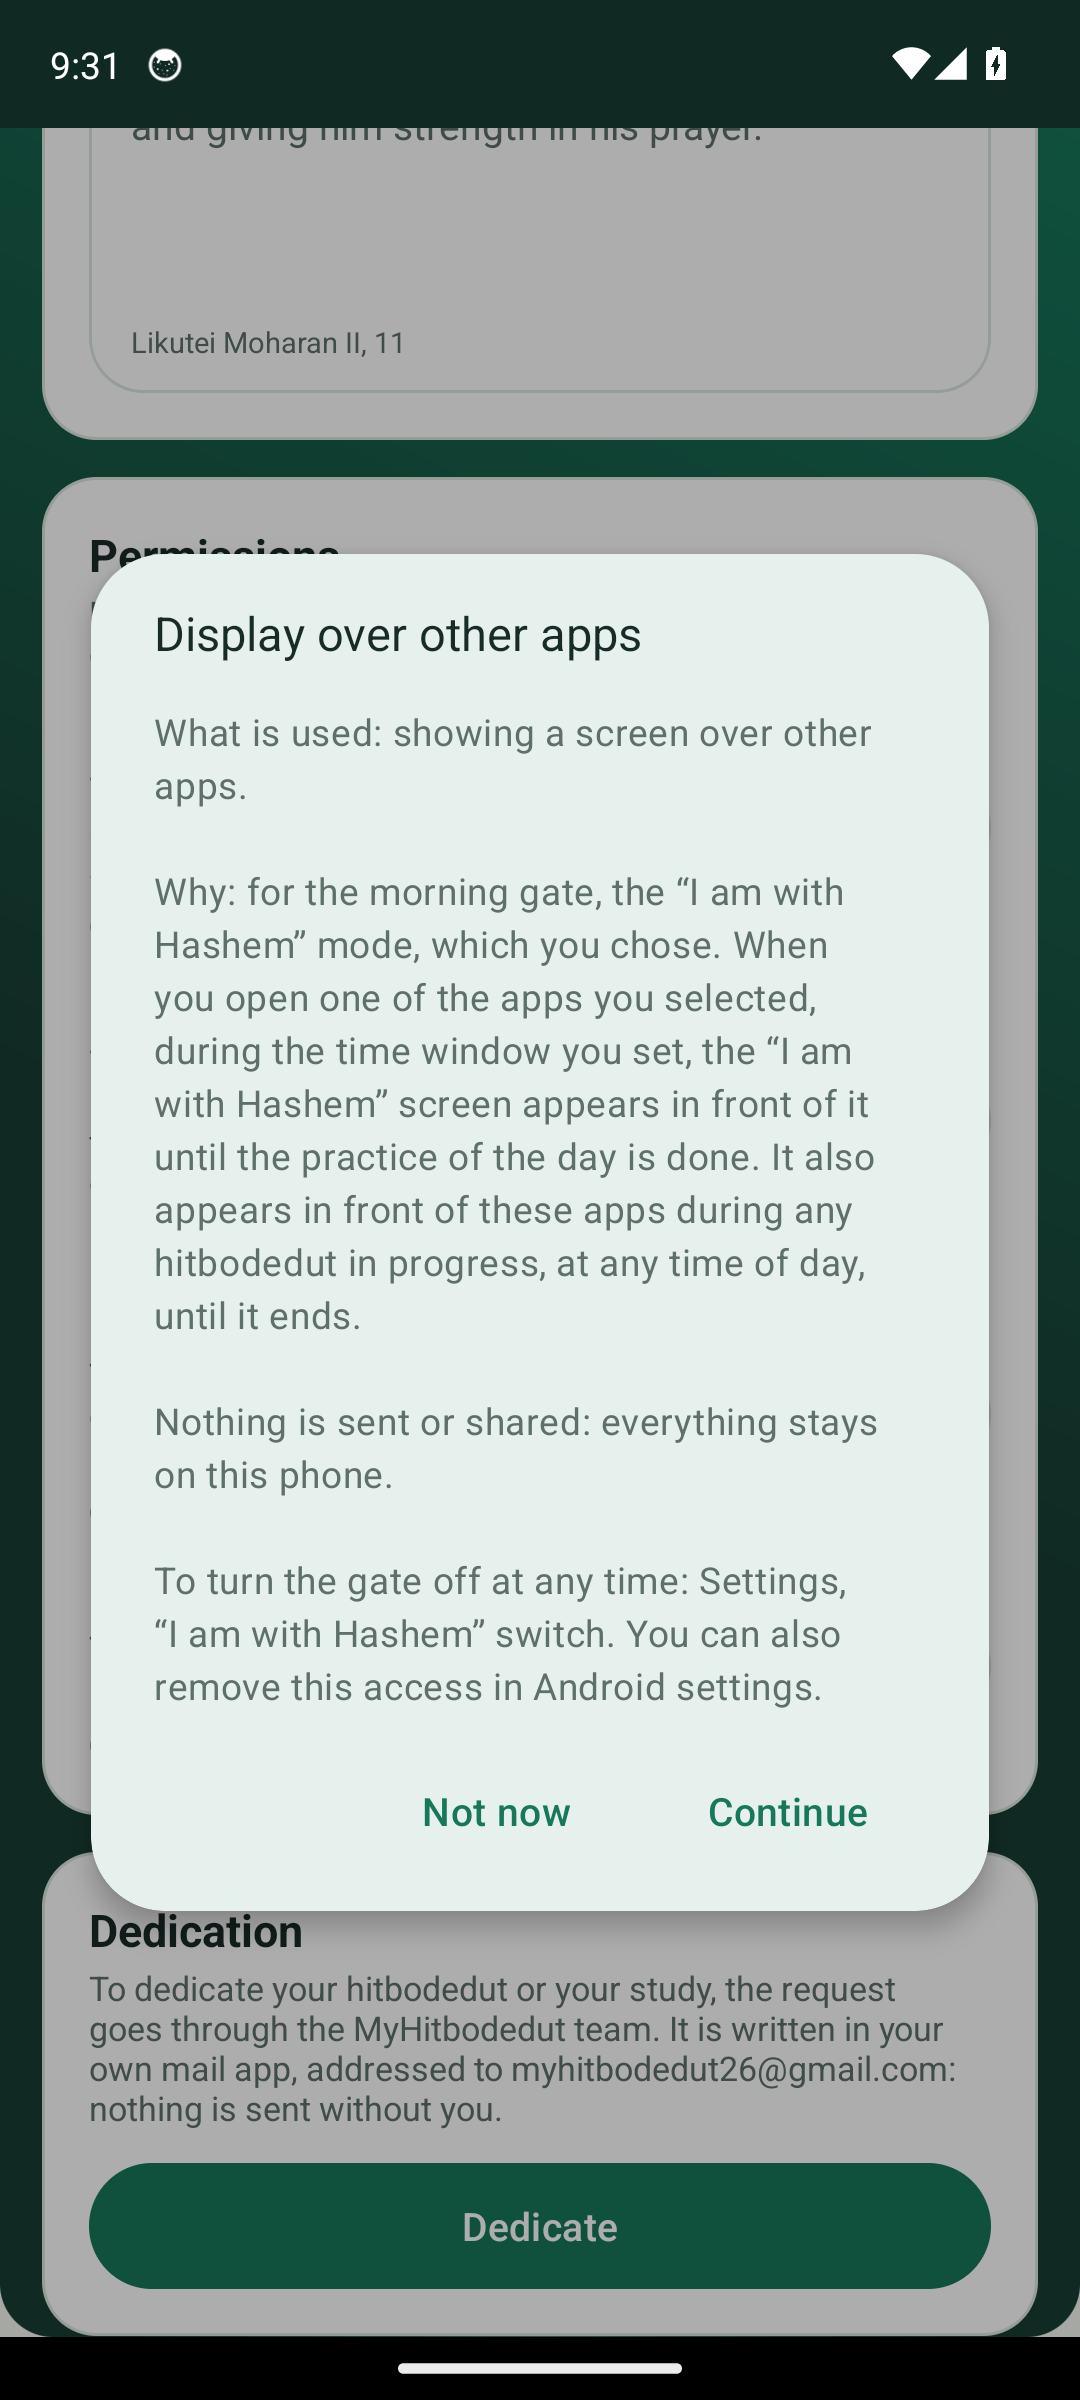 9:31
and giving him strength in his prayer.
Likutei Moharan II, 11
Permissions
Display over other apps
What is used: showing a screen over other
apps.
Why: for the morning gate, the “I am with
Hashem” mode, which you chose. When
you open one of the apps you selected,
during the time window you set, the “I am
with Hashem” screen appears in front of it
until the practice of the day is done. It also
appears in front of these apps during any
hitbodedut in progress, at any time of day,
until it ends.
Nothing is sent or shared: everything stays
on this phone.
To turn the gate off at any time: Settings,
“I am with Hashem” switch. You can also
remove this access in Android settings.
Not now
Continue
Dedication
To dedicate your hitbodedut or your study, the request
goes through the MyHitbodedut team. It is written in your
own mail app, addressed to myhitbodedut26@gmail.com:
nothing is sent without you.
Dedicate